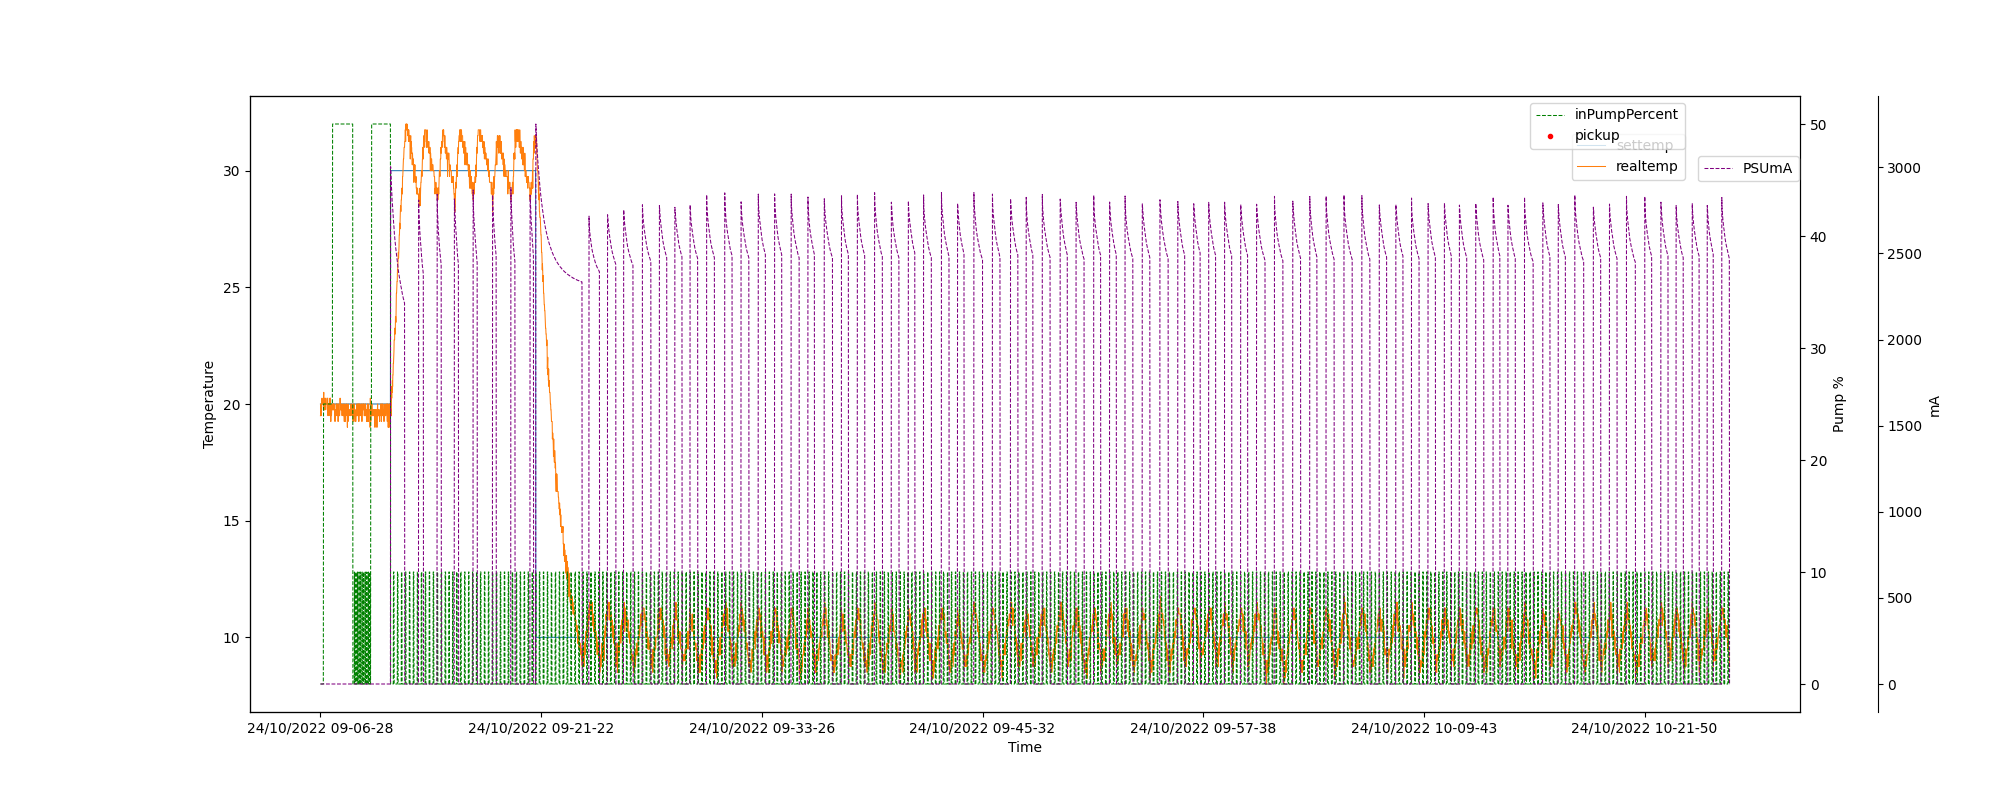 inPumpPercent
pickup
settemp
realtemp
PSUmA
30
25
20
15
10
Temperature
50
40
30
20
10
0
Pump %
3000
2500
2000
1500
1000
500
0
mA
24/10/2022 09-06-28
24/10/2022 09-21-22
24/10/2022 09-33-26
24/10/2022 09-45-32
24/10/2022 09-57-38
24/10/2022 10-09-43
24/10/2022 10-21-50
Time